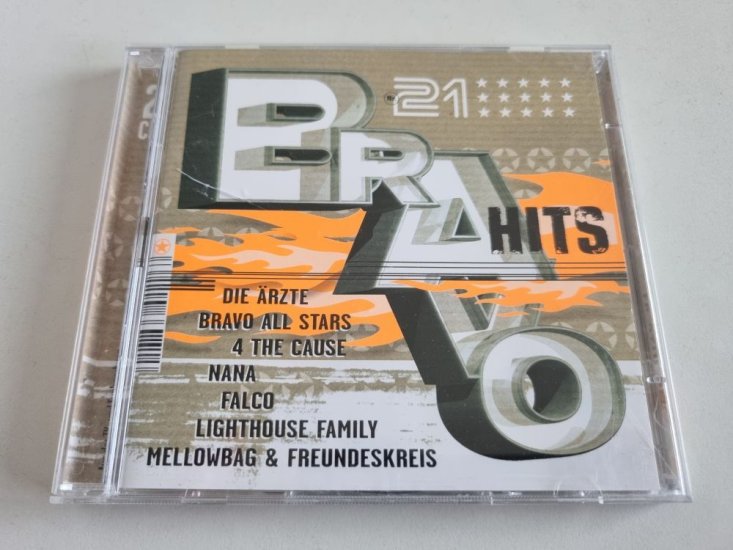 BRAVO
21
HITS
DIE ÄRZTE
BRAVO ALL STARS
4 THE CAUSE
NANA
FALCO
LIGHTHOUSE FAMILY
MELLOWBAG & FREUNDESKREIS